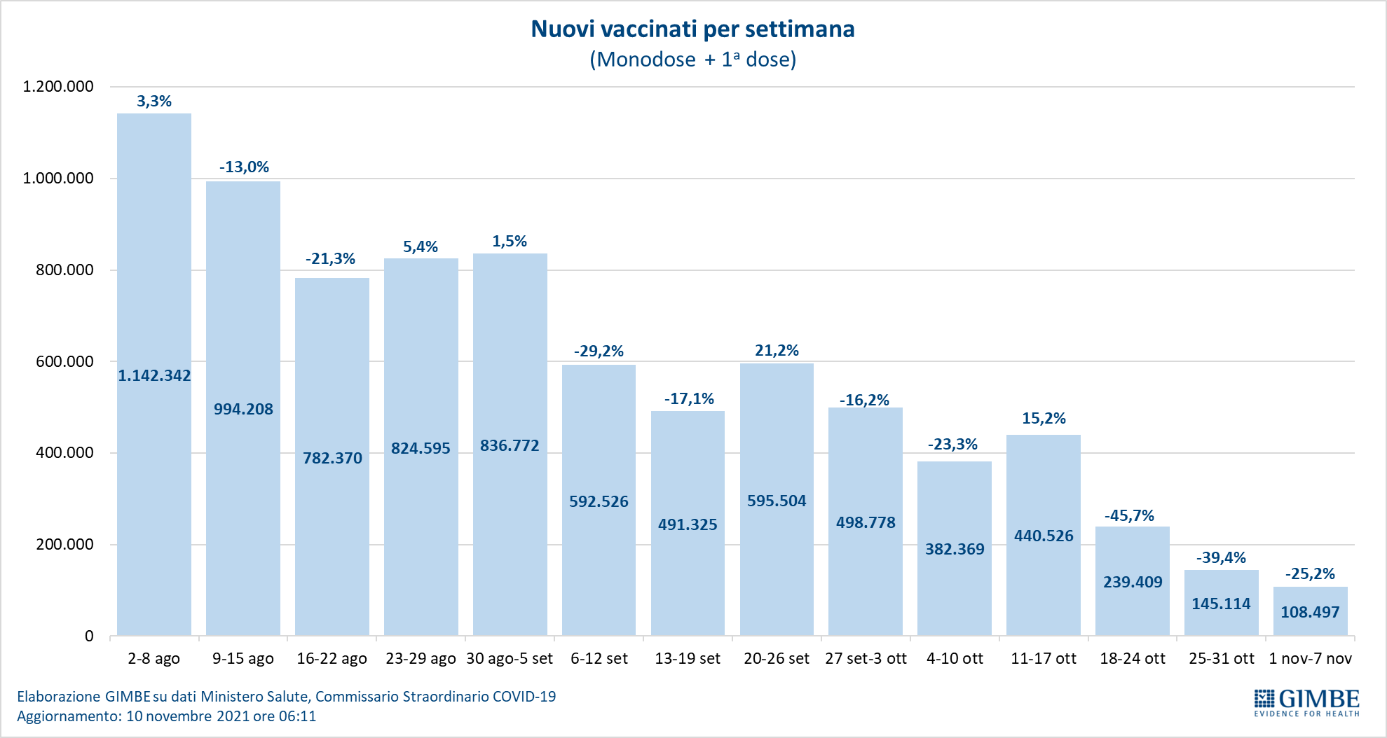 Nuovi vaccinati per settimana
(Monodose + 1ª dose)
1.200.000
1.000.000
800.000
600.000
400.000
200.000
0
3,3%
-13,0%
-21,3%
5,4%
1,5%
-29,2%
-17,1%
21,2%
-16,2%
-23,3%
15,2%
-45,7%
-39,4%
-25,2%
1.142.342
994.208
782.370
824.595
836.772
592.526
491.325
595.504
498.778
382.369
440.526
239.409
145.114
108.497
2-8 ago
9-15 ago
16-22 ago
23-29 ago
30 ago-5 set
6-12 set
13-19 set
20-26 set
27 set-3 ott
4-10 ott
11-17 ott
18-24 ott
25-31 ott
1 nov-7 nov
Elaborazione GIMBE su dati Ministero Salute, Commissario Straordinario COVID-19
Aggiornamento: 10 novembre 2021 ore 06:11
GIMBE
EVIDENCE FOR HEALTH